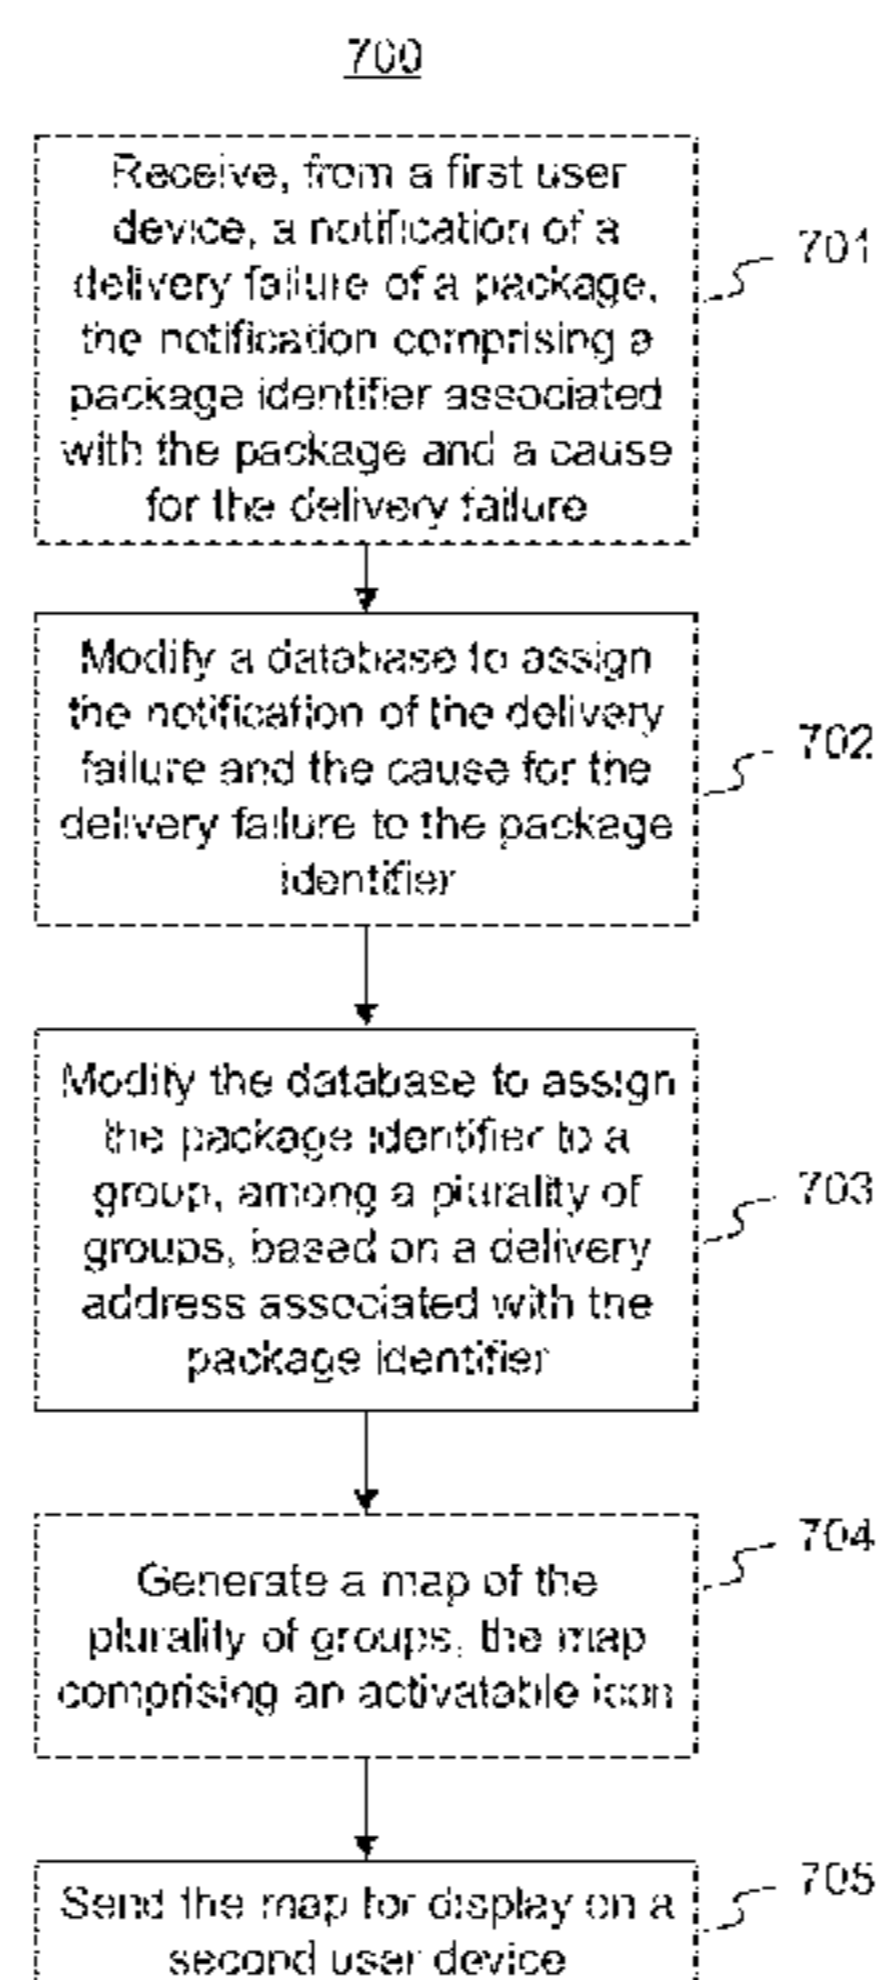 700
Receive, from a first user
device, a notification of a
delivery failure of a package,
the notification comprising a
package identifier associated
with the package and a cause
for the delivery failure
701
Modify a database to assign
the notification of the delivery
failure and the cause for the
delivery failure to the package
identifier
702
Modify the database to assign
the package identifier to a
group, among a plurality of
groups, based on a delivery
address associated with the
package identifier
703
Generate a map of the
plurality of groups, the map
comprising an activatable icon
704
Send the map for display on a
second user device
705